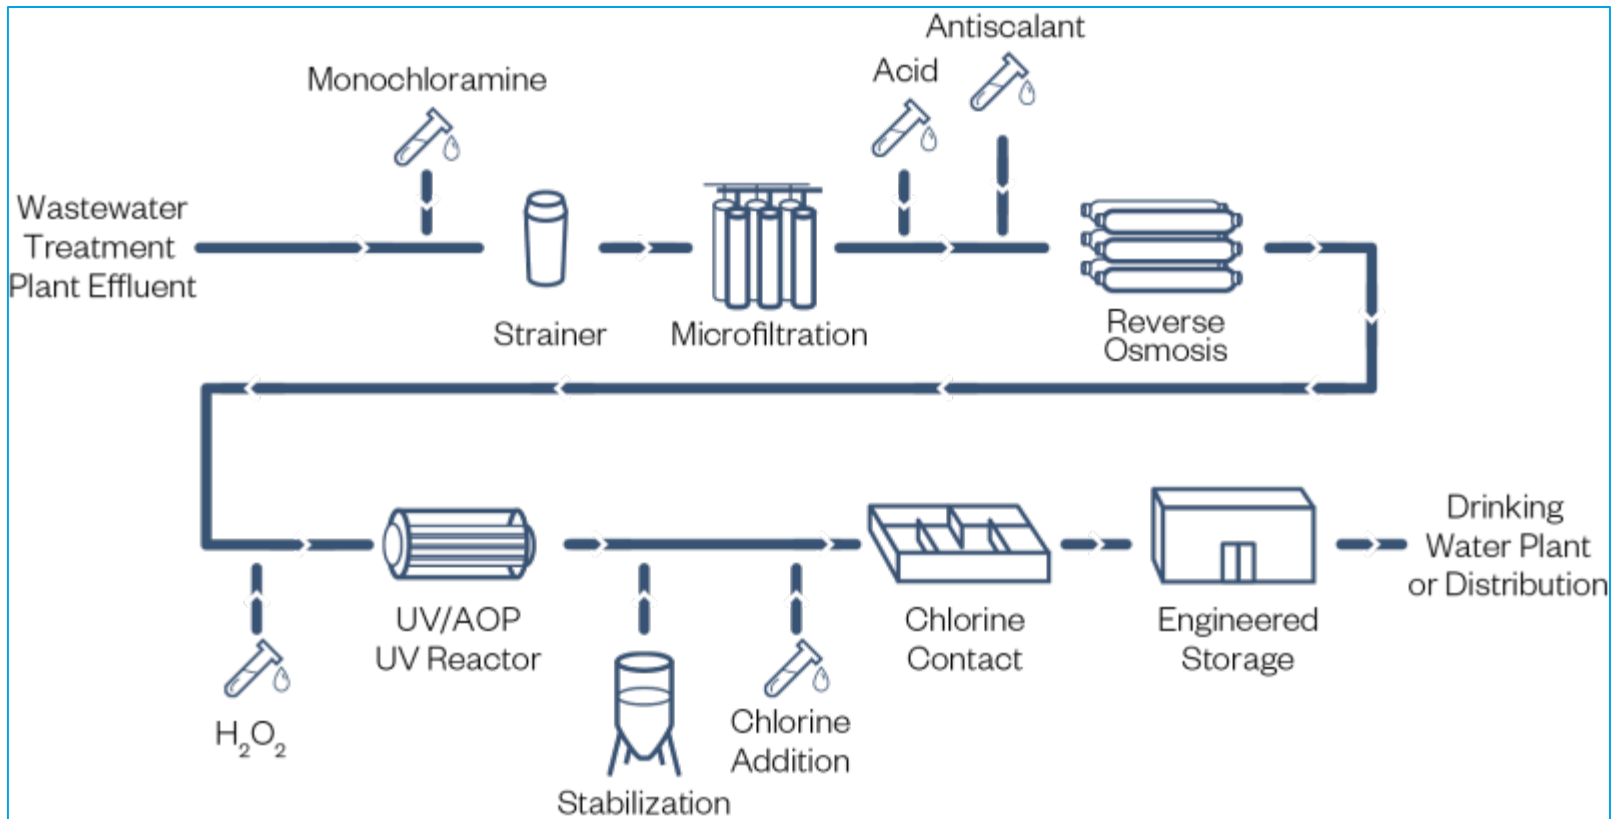 Antiscalant
Acid
Monochloramine
Wastewater
Treatment
Plant Effluent
Strainer
Microfiltration
Reverse
Osmosis
Drinking
Water Plant
or Distribution
UV/AOP
UV Reactor
Chlorine
Contact
Engineered
Storage
H₂O₂
Chlorine
Addition
Stabilization